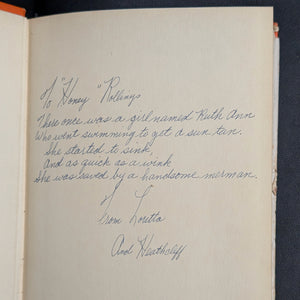 To "Honey" Rollings
There once was a girl named Ruth Ann
Who went swimming to get a sun tan.
She started to sink,
And as quick as a wink
She was saved by a handsome merman.
From Loretta
And Heathcliff